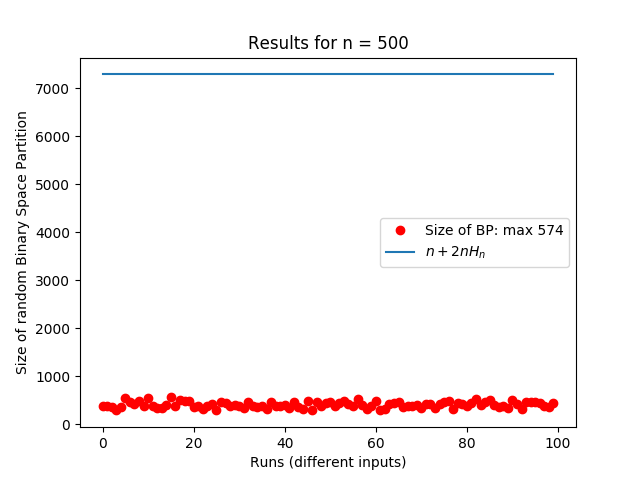 Results for n = 500
Size of random Binary Space Partition
7000
6000
5000
4000
3000
2000
1000
0
Size of BP: max 574
n + 2nHₙ
0 20 40 60 80 100
Runs (different inputs)